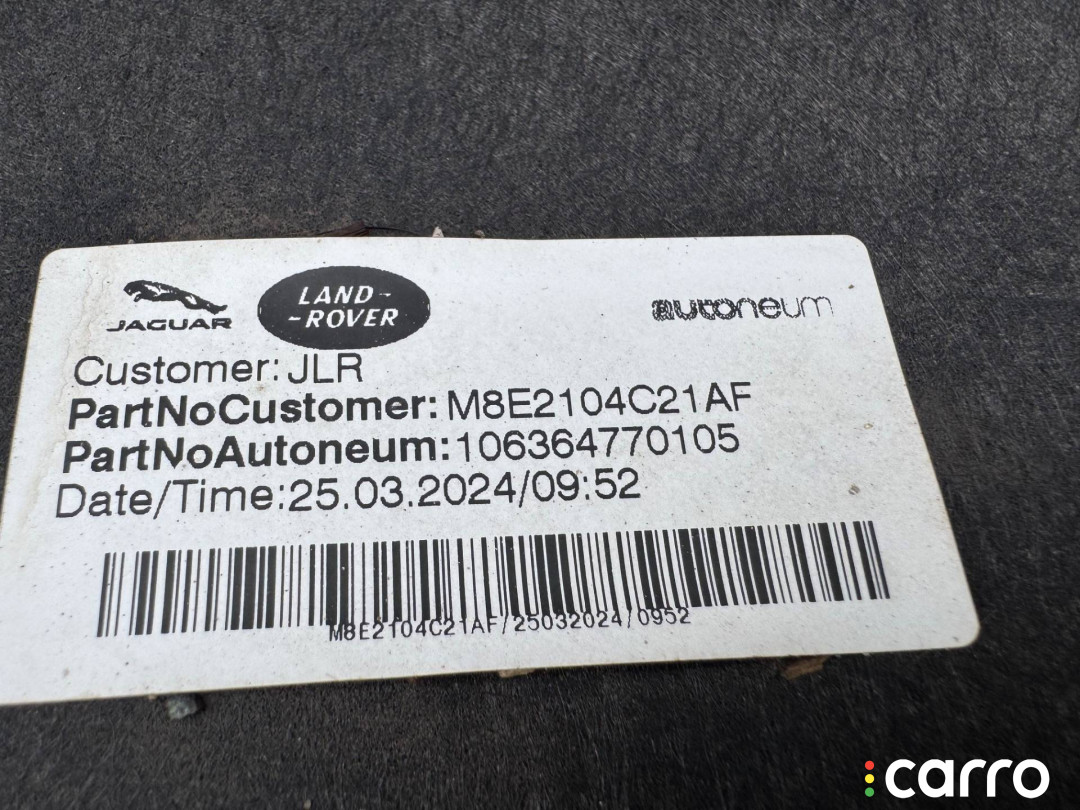 JAGUAR
LAND-
-ROVER
autoneum
Customer:JLR
PartNoCustomer:M8E2104C21AF
PartNoAutoneum:106364770105
Date/Time:25.03.2024/09:52
M8E2104C21AF/25032024/0952
carro